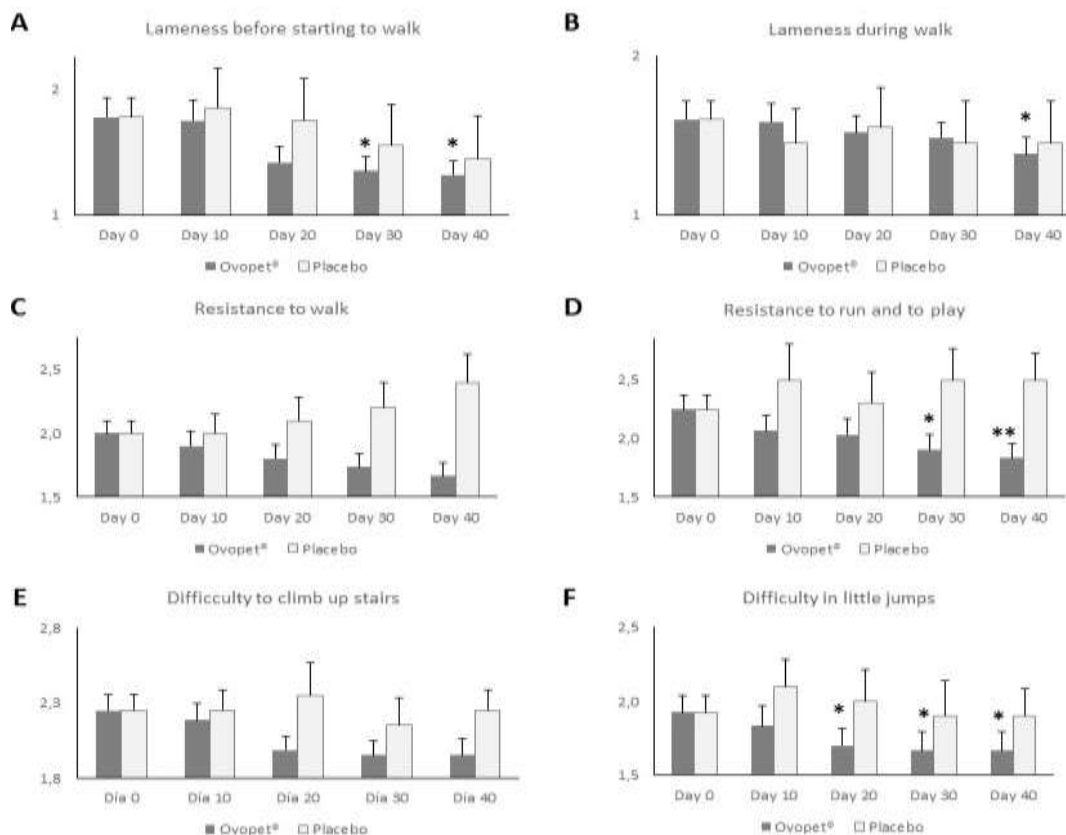 A
Lameness before starting to walk
2
*
*
1
Day 0 Day 10 Day 20 Day 30 Day 40
Ovopet® Placebo
B
Lameness during walk
2
*
1
Day 0 Day 10 Day 20 Day 30 Day 40
Ovopet® Placebo
C
Resistance to walk
2,5
2,0
1,5
Day 0 Day 10 Day 20 Day 30 Day 40
Ovopet® Placebo
D
Resistance to run and to play
2,5
2,0
*
**
1,5
Day 0 Day 10 Day 20 Day 30 Day 40
Ovopet® Placebo
E
Difficculty to climb up stairs
2,8
2,3
1,8
Día 0 Día 10 Día 20 Día 30 Día 40
Ovopet® Placebo
F
Difficulty in little jumps
2,5
2,0
* * *
1,5
Day 0 Day 10 Day 20 Day 30 Day 40
Ovopet® Placebo